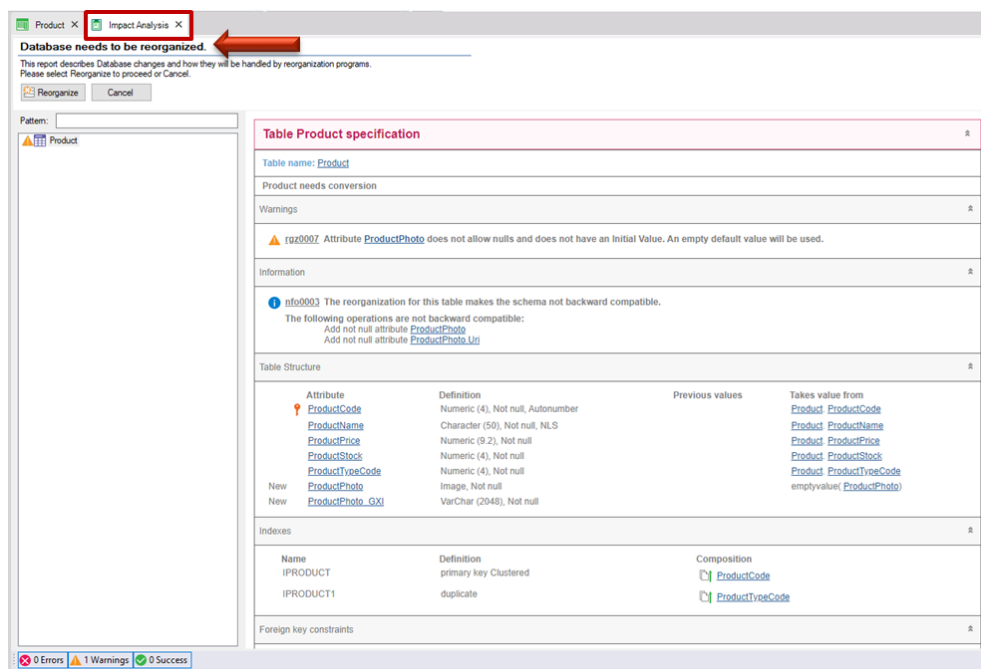 Product X Impact Analysis X
Database needs to be reorganized.
This report describes Database changes and how they will be handled by reorganization programs.
Please select Reorganize to proceed or Cancel.
Reorganize Cancel
Pattern:
Product
Table Product specification
Table name: Product
Product needs conversion
Warnings
rgz0007 Attribute ProductPhoto does not allow nulls and does not have an Initial Value. An empty default value will be used.
Information
nfo0003 The reorganization for this table makes the schema not backward compatible.
The following operations are not backward compatible:
Add not null attribute ProductPhoto
Add not null attribute ProductPhoto.Uri
Table Structure
Attribute Definition Previous values Takes value from
ProductCode Numeric (4), Not null, Autonumber Product. ProductCode
ProductName Character (50), Not null, NLS Product. ProductName
ProductPrice Numeric (9.2), Not null Product. ProductPrice
ProductStock Numeric (4), Not null Product. ProductStock
ProductTypeCode Numeric (4), Not null Product. ProductTypeCode
New ProductPhoto Image, Not null emptyvalue( ProductPhoto)
New ProductPhoto_GXI VarChar (2048), Not null
Indexes
Name Definition Composition
IPRODUCT primary key Clustered ProductCode
IPRODUCT1 duplicate ProductTypeCode
Foreign key constraints
0 Errors 1 Warnings 0 Success